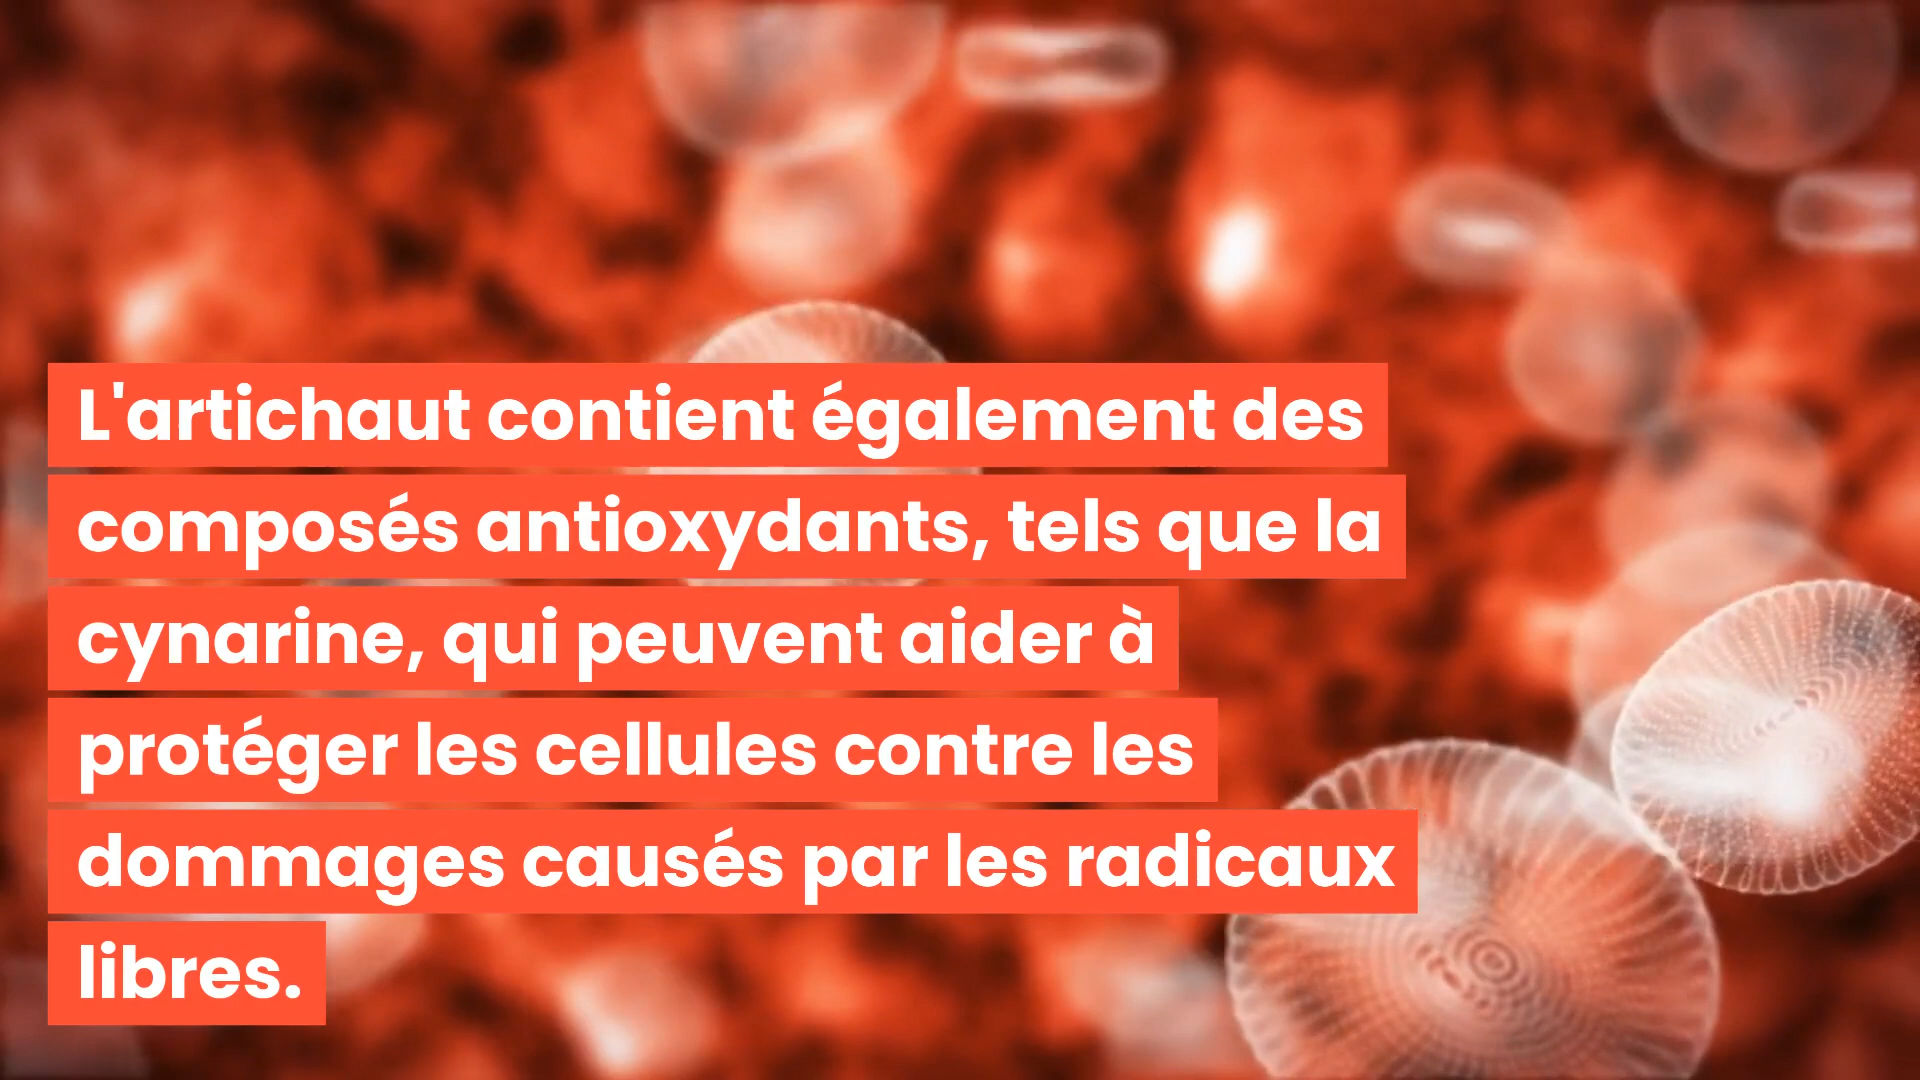 L'artichaut contient également des
composés antioxydants, tels que la
cynarine, qui peuvent aider à
protéger les cellules contre les
dommages causés par les radicaux
libres.